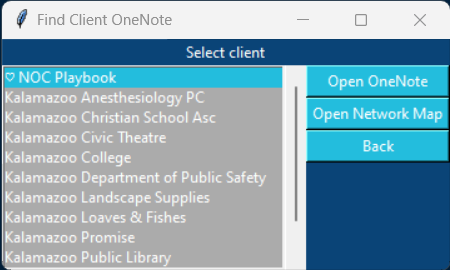 Find Client OneNote
Select client
♡ NOC Playbook
Kalamazoo Anesthesiology PC
Kalamazoo Christian School Asc
Kalamazoo Civic Theatre
Kalamazoo College
Kalamazoo Department of Public Safety
Kalamazoo Landscape Supplies
Kalamazoo Loaves & Fishes
Kalamazoo Promise
Kalamazoo Public Library
Open OneNote
Open Network Map
Back